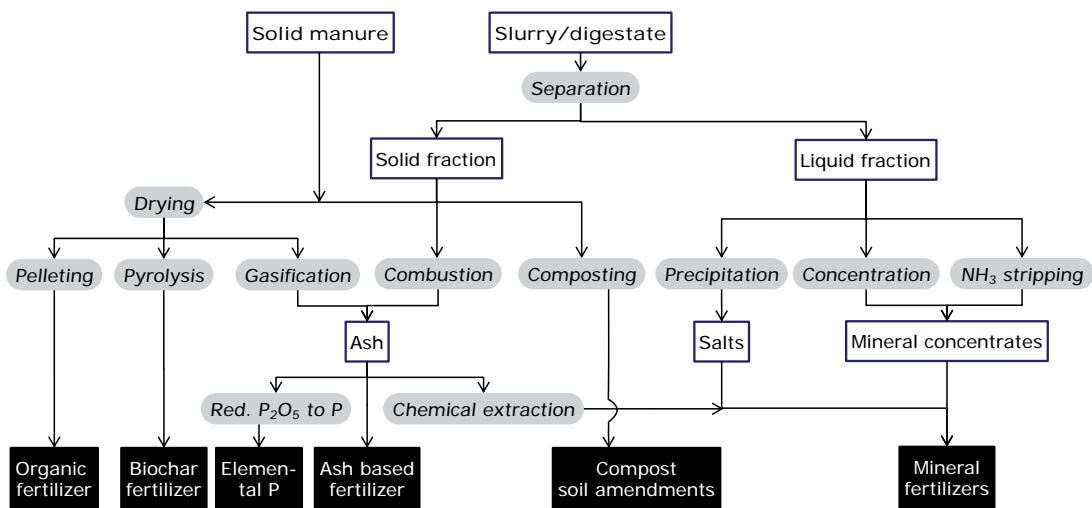 Solid manure
Slurry/digestate
Separation
Solid fraction
Liquid fraction
Drying
Pelleting
Pyrolysis
Gasification
Combustion
Composting
Precipitation
Concentration
NH₃ stripping
Ash
Salts
Mineral concentrates
Red. P₂O₅ to P
Chemical extraction
Organic
fertilizer
Biochar
fertilizer
Elemen-
tal P
Ash based
fertilizer
Compost
soil amendments
Mineral
fertilizers